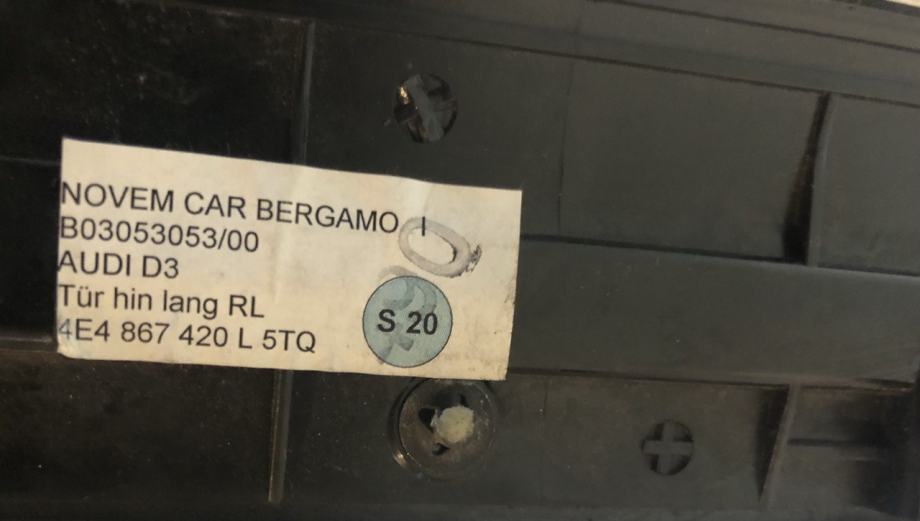 NOVEM CAR BERGAMO I
B03053053/00
AUDI D3
Tür hin lang RL
4E4 867 420 L 5TQ
S 20